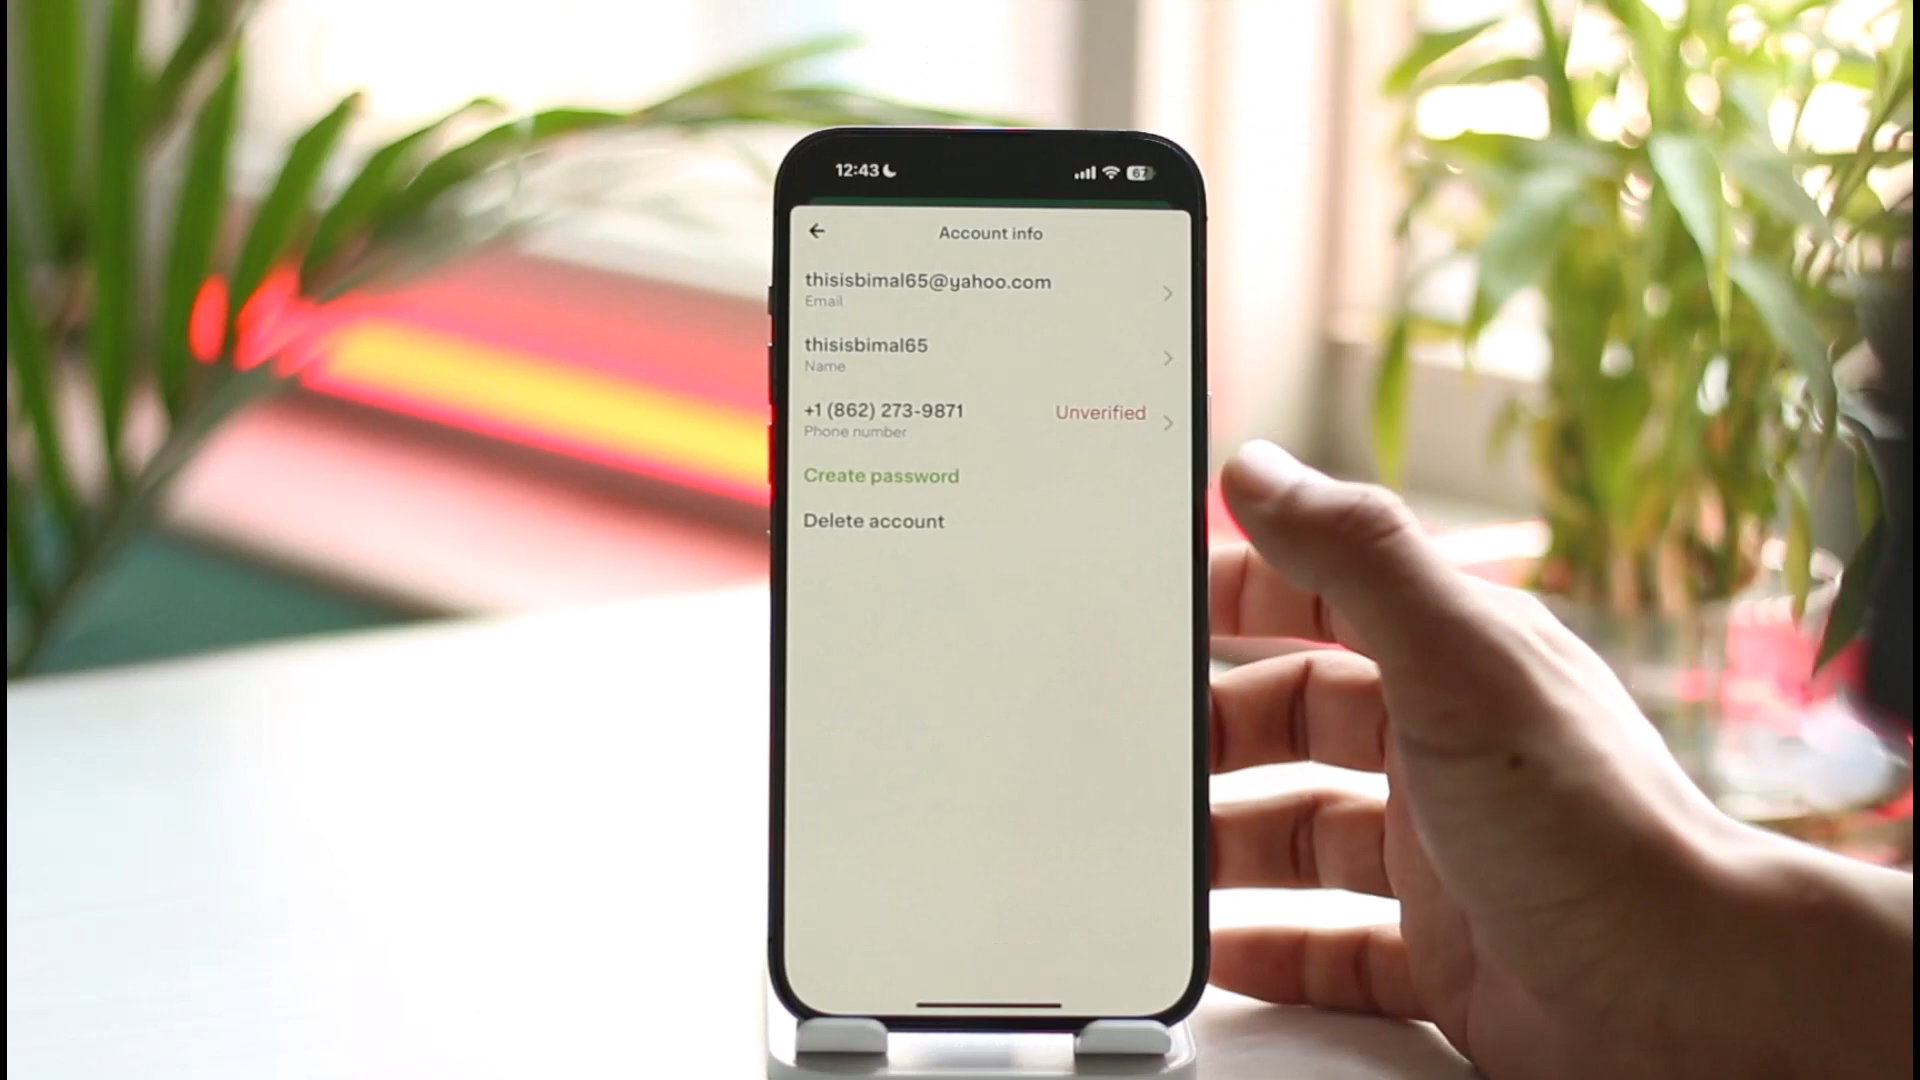 12:43
67
Account info
thisisbimal65@yahoo.com
Email
thisisbimal65
Name
+1 (862) 273-9871
Unverified
Phone number
Create password
Delete account